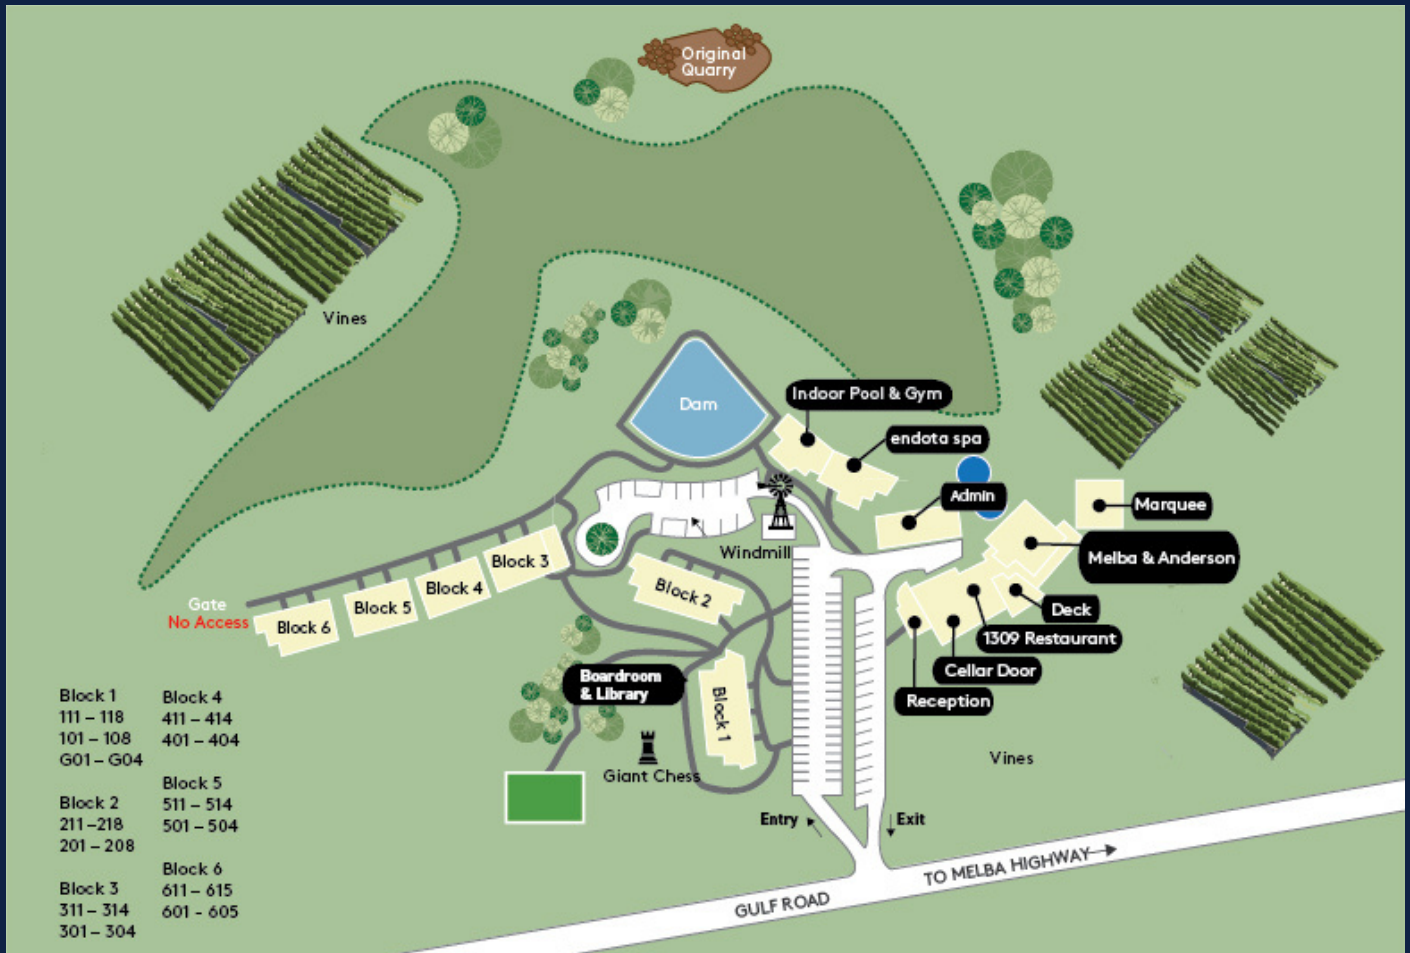 Original
Quarry
Vines
Dam
Indoor Pool & Gym
endota spa
Admin
Marquee
Windmill
Melba & Anderson
Block 3
Block 4
Block 5
Block 6
Block 2
Gate
No Access
Deck
1309 Restaurant
Cellar Door
Reception
Boardroom
& Library
Block 1
Giant Chess
Vines
Entry
Exit
TO MELBA HIGHWAY
GULF ROAD
Block 1
111 – 118
101 – 108
G01 – G04
Block 2
211 –218
201 – 208
Block 3
311 – 314
301 – 304
Block 4
411 – 414
401 – 404
Block 5
511 – 514
501 – 504
Block 6
611 – 615
601 - 605